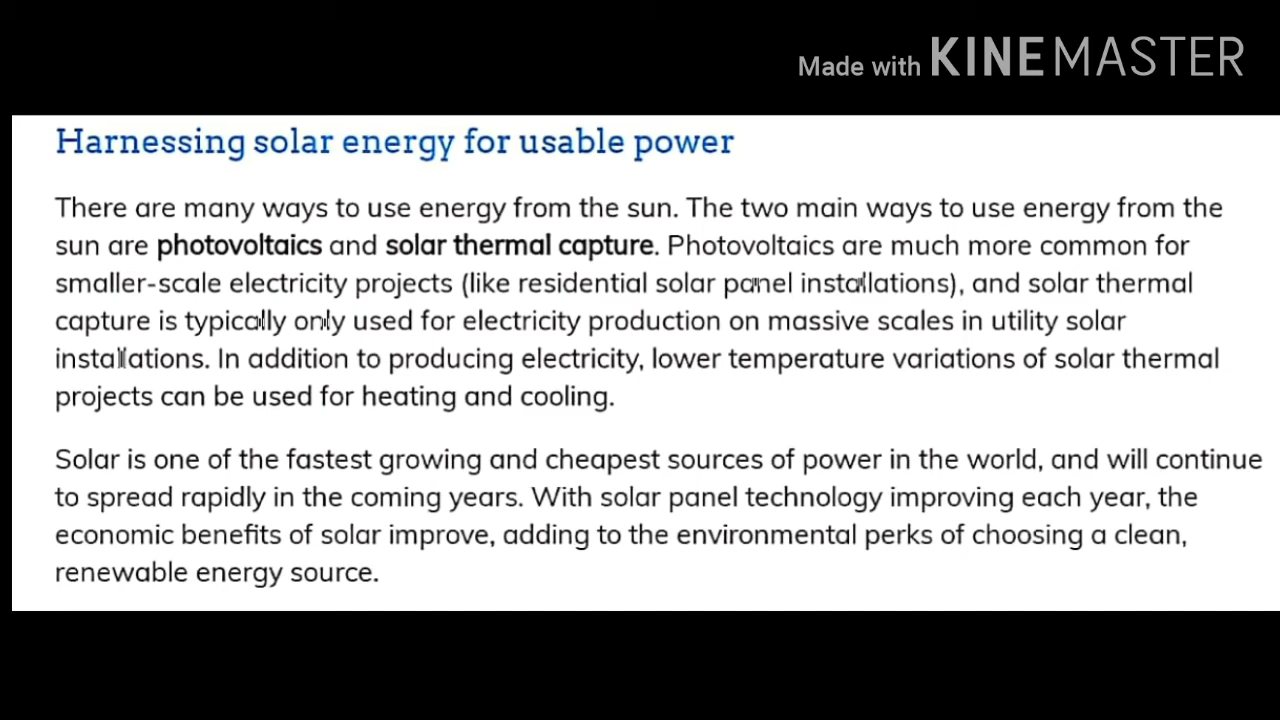 Made with KINEMASTER
Harnessing solar energy for usable power
There are many ways to use energy from the sun. The two main ways to use energy from the
sun are photovoltaics and solar thermal capture. Photovoltaics are much more common for
smaller-scale electricity projects (like residential solar panel installations), and solar thermal
capture is typically only used for electricity production on massive scales in utility solar
installations. In addition to producing electricity, lower temperature variations of solar thermal
projects can be used for heating and cooling.
Solar is one of the fastest growing and cheapest sources of power in the world, and will continue
to spread rapidly in the coming years. With solar panel technology improving each year, the
economic benefits of solar improve, adding to the environmental perks of choosing a clean,
renewable energy source.